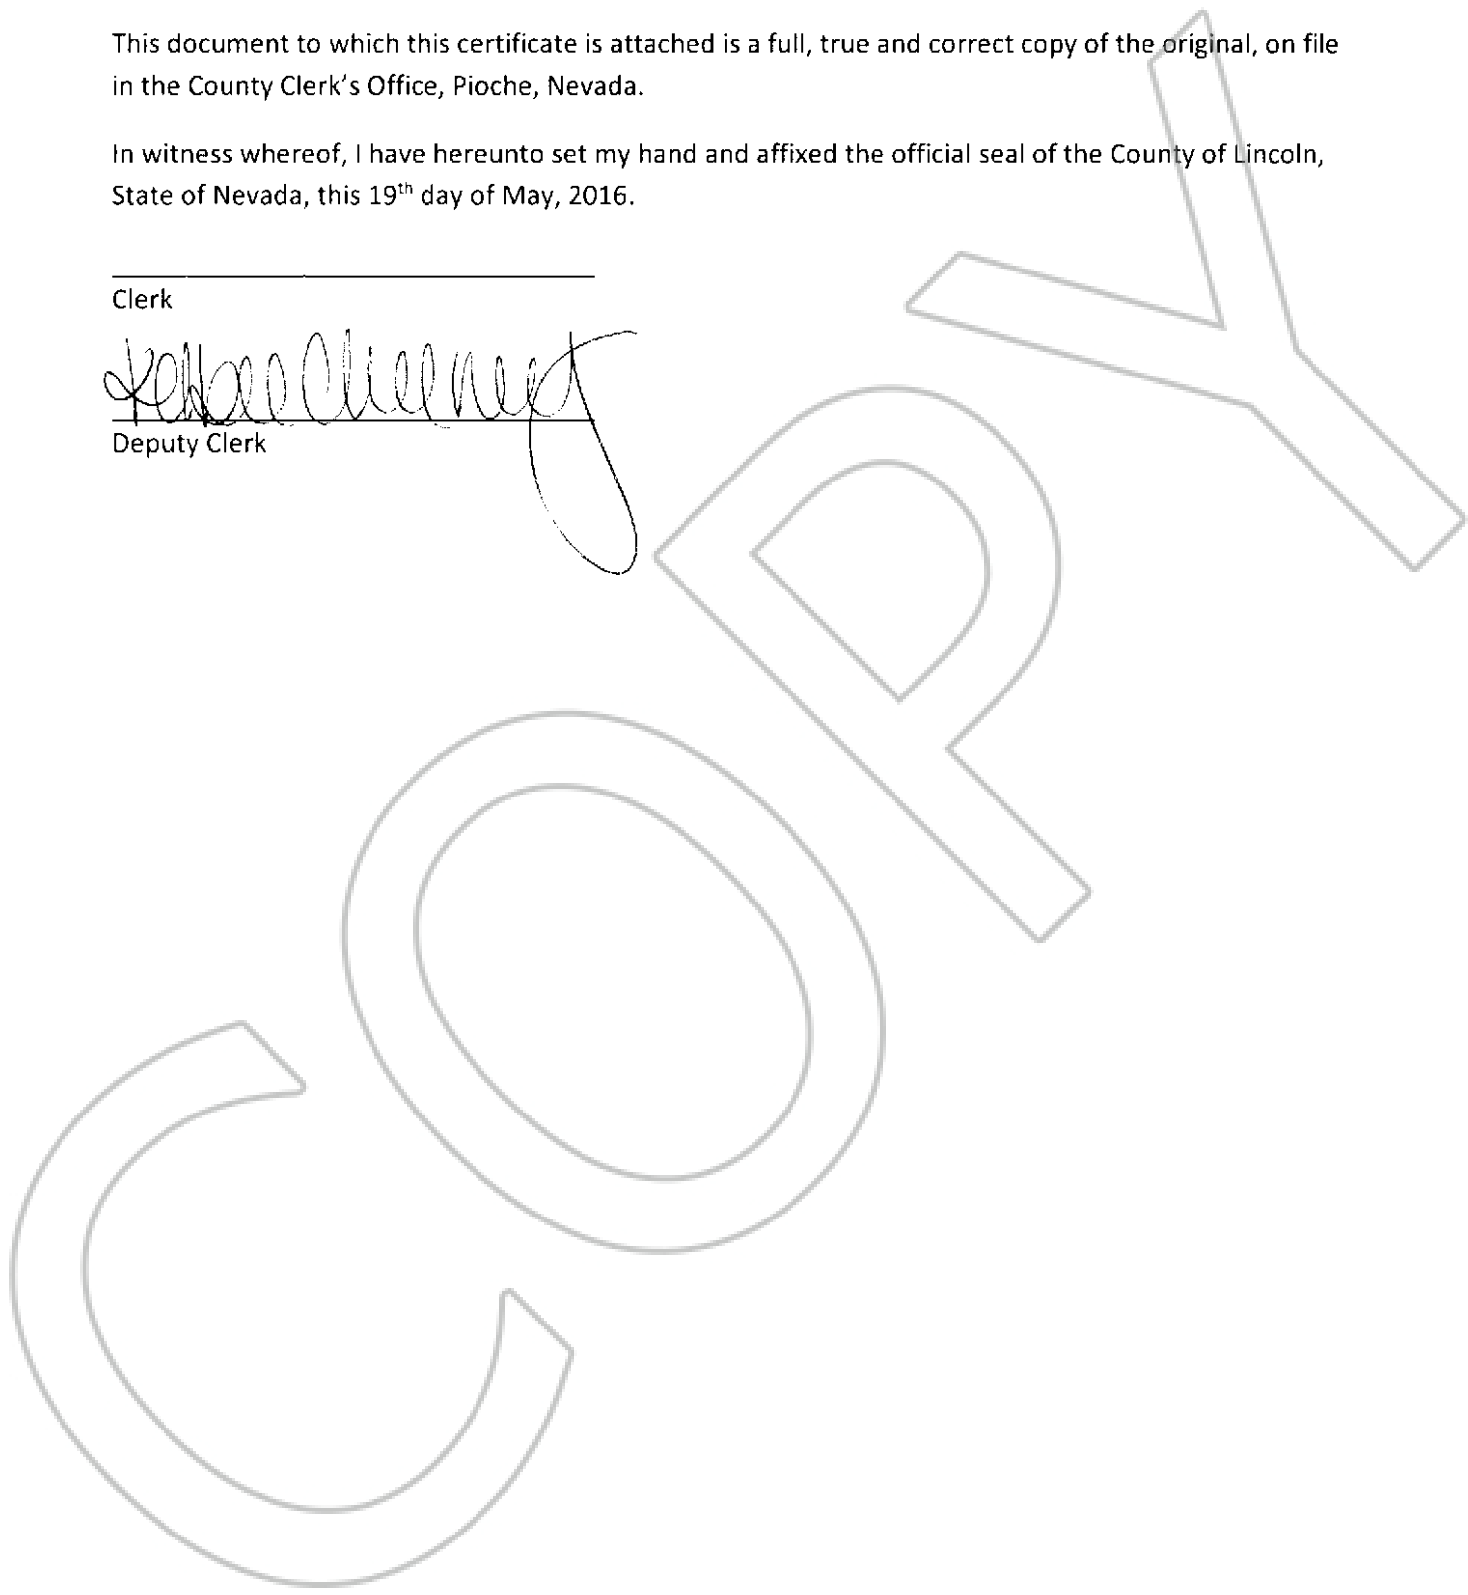 This document to which this certificate is attached is a full, true and correct copy of the original, on file
in the County Clerk's Office, Pioche, Nevada.
In witness whereof, I have hereunto set my hand and affixed the official seal of the County of Lincoln,
State of Nevada, this 19th day of May, 2016.
Clerk
Deputy Clerk
COPY